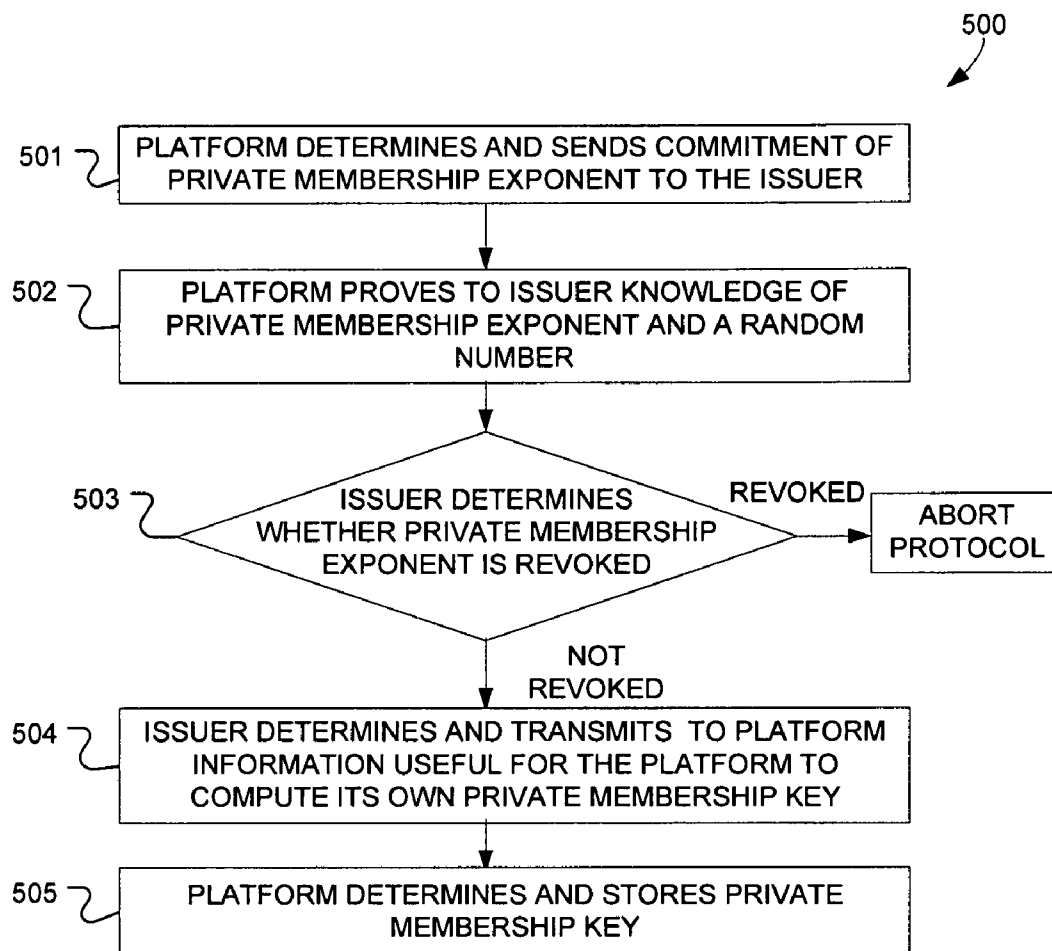 500
501
PLATFORM DETERMINES AND SENDS COMMITMENT OF
PRIVATE MEMBERSHIP EXPONENT TO THE ISSUER
502
PLATFORM PROVES TO ISSUER KNOWLEDGE OF
PRIVATE MEMBERSHIP EXPONENT AND A RANDOM
NUMBER
503
ISSUER DETERMINES
WHETHER PRIVATE MEMBERSHIP
EXPONENT IS REVOKED
REVOKED
ABORT
PROTOCOL
NOT
REVOKED
504
ISSUER DETERMINES AND TRANSMITS TO PLATFORM
INFORMATION USEFUL FOR THE PLATFORM TO
COMPUTE ITS OWN PRIVATE MEMBERSHIP KEY
505
PLATFORM DETERMINES AND STORES PRIVATE
MEMBERSHIP KEY